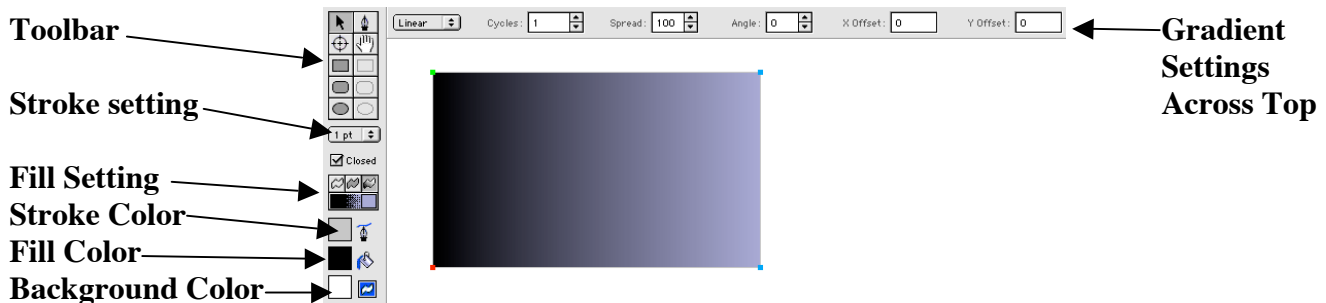 Toolbar
Linear Cycles: 1 Spread: 100 Angle: 0 X Offset: 0 Y Offset: 0
Gradient
Settings
Across Top
Stroke setting
1 pt
Closed
Fill Setting
Stroke Color
Fill Color
Background Color